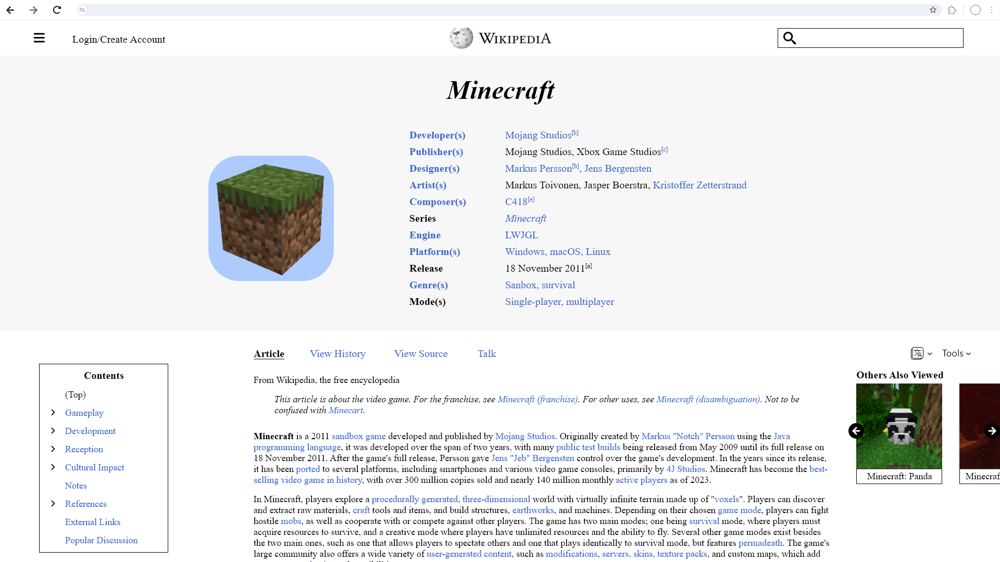 Login/Create Account
WIKIPEDIA
Minecraft
Developer(s) Mojang Studios[b]
Publisher(s) Mojang Studios, Xbox Game Studios[c]
Designer(s) Markus Persson[b], Jens Bergensten
Artist(s) Markus Toivonen, Jasper Boerstra, Kristoffer Zetterstrand
Composer(s) C418[e]
Series Minecraft
Engine LWJGL
Platform(s) Windows, macOS, Linux
Release 18 November 2011[a]
Genre(s) Sanbox, survival
Mode(s) Single-player, multiplayer
Article View History View Source Talk
Tools
Contents
(Top)
Gameplay
Development
Reception
Cultural Impact
Notes
References
External Links
Popular Discussion
From Wikipedia, the free encyclopedia
This article is about the video game. For the franchise, see Minecraft (franchise). For other uses, see Minecraft (disambiguation). Not to be
confused with Minecart.
Minecraft is a 2011 sandbox game developed and published by Mojang Studios. Originally created by Markus "Notch" Persson using the Java
programming language, it was developed over the span of two years, with many public test builds being released from May 2009 until its full release on
18 November 2011. After the game's full release, Persson gave Jens "Jeb" Bergensten control over the game's development. In the years since its release,
it has been ported to several platforms, including smartphones and various video game consoles, primarily by 4J Studios. Minecraft has become the best-
selling video game in history, with over 300 million copies sold and nearly 140 million monthly active players as of 2023.
In Minecraft, players explore a procedurally generated, three-dimensional world with virtually infinite terrain made up of "voxels". Players can discover
and extract raw materials, craft tools and items, and build structures, earthworks, and machines. Depending on their chosen game mode, players can fight
hostile mobs, as well as cooperate with or compete against other players. The game has two main modes; one being survival mode, where players must
acquire resources to survive, and a creative mode where players have unlimited resources and the ability to fly. Several other game modes exist besides
the two main ones, such as one that allows players to spectate others and one that plays identically to survival mode, but features permadeath. The game's
large community also offers a wide variety of user-generated content, such as modifications, servers, skins, texture packs, and custom maps, which add
Others Also Viewed
Minecraft: Panda